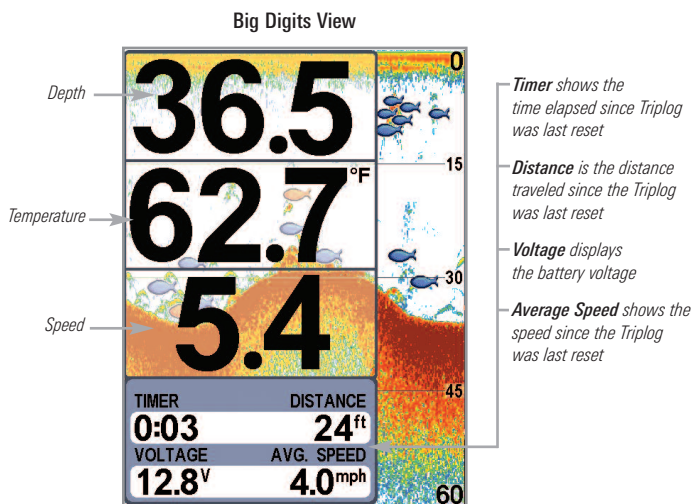 Big Digits View
Depth
36.5
0
Temperature
62.7°F
15
Speed
5.4
30
45
60
TIMER DISTANCE
0:03 24ft
VOLTAGE AVG. SPEED
12.8V 4.0mph
Timer shows the
time elapsed since Triplog
was last reset
Distance is the distance
traveled since the Triplog
was last reset
Voltage displays
the battery voltage
Average Speed shows the
speed since the Triplog
was last reset